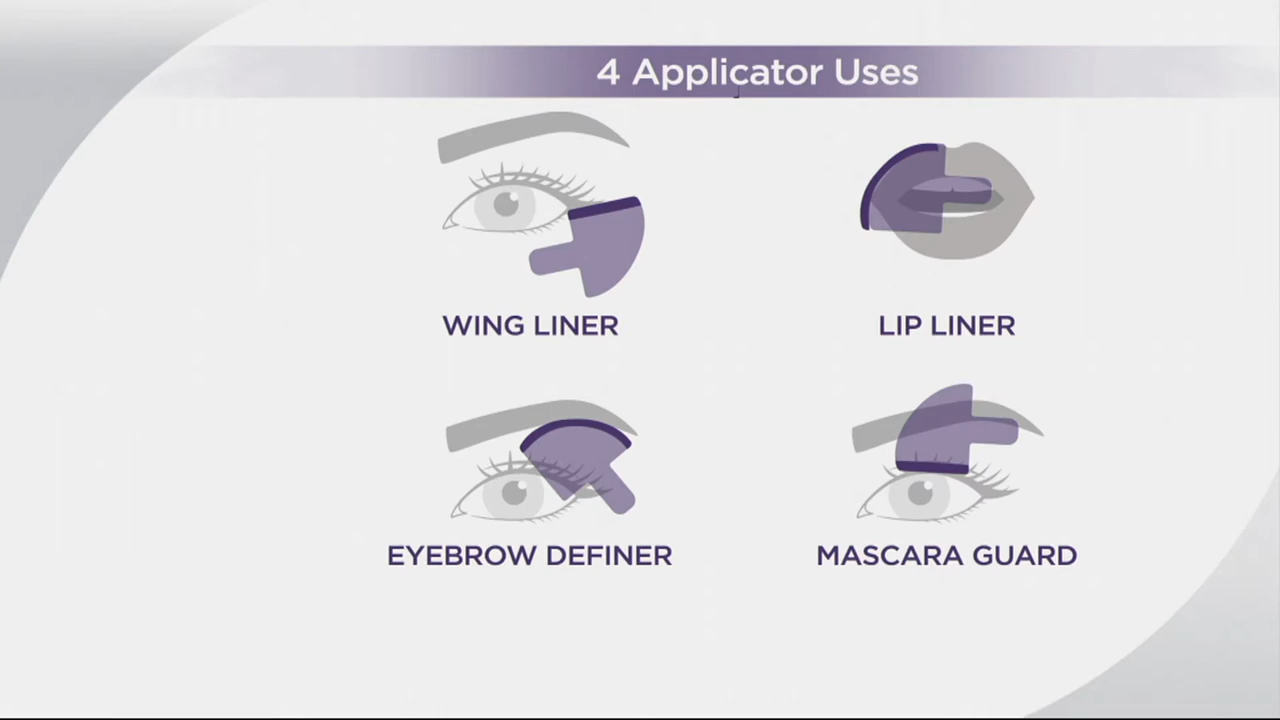 4 Applicator Uses
WING LINER
LIP LINER
EYEBROW DEFINER
MASCARA GUARD